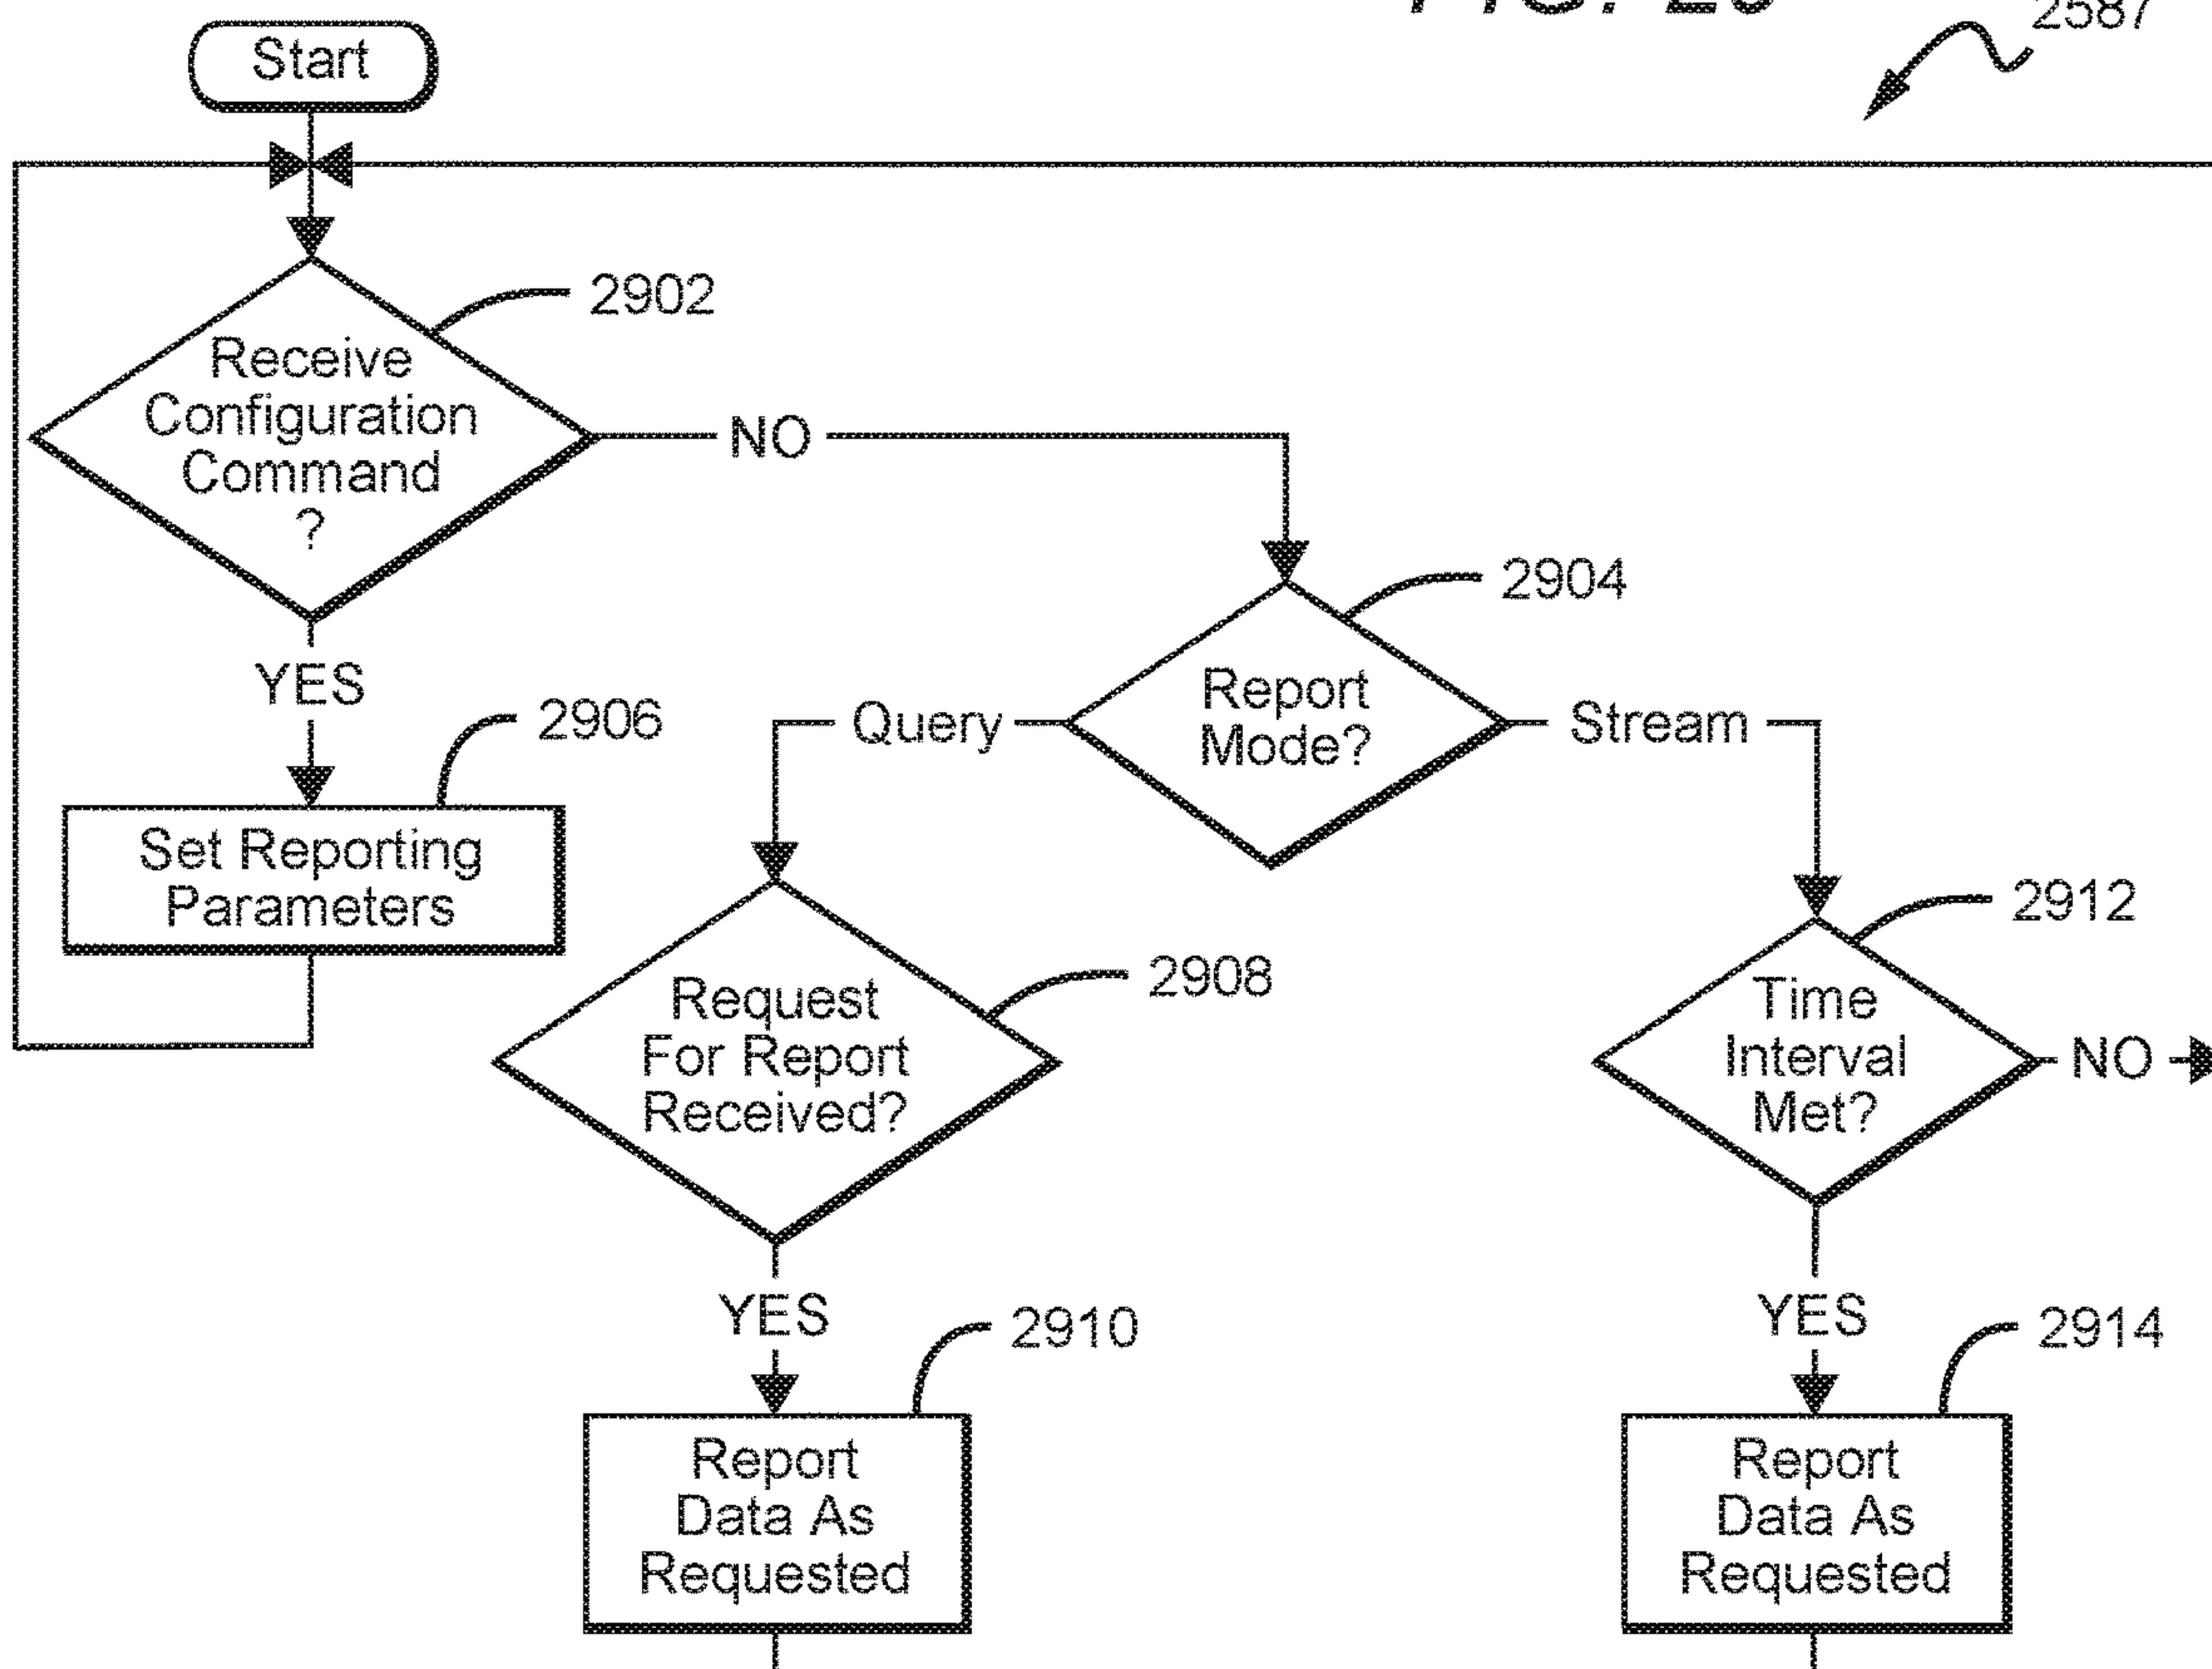 2587
Start
2902
Receive
Configuration
Command
?
NO
2904
YES
Report
Mode?
Query
Stream
2906
Set Reporting
Parameters
2912
2908
Request
For Report
Received?
Time
Interval
Met?
NO
YES
YES
2910
2914
Report
Data As
Requested
Report
Data As
Requested